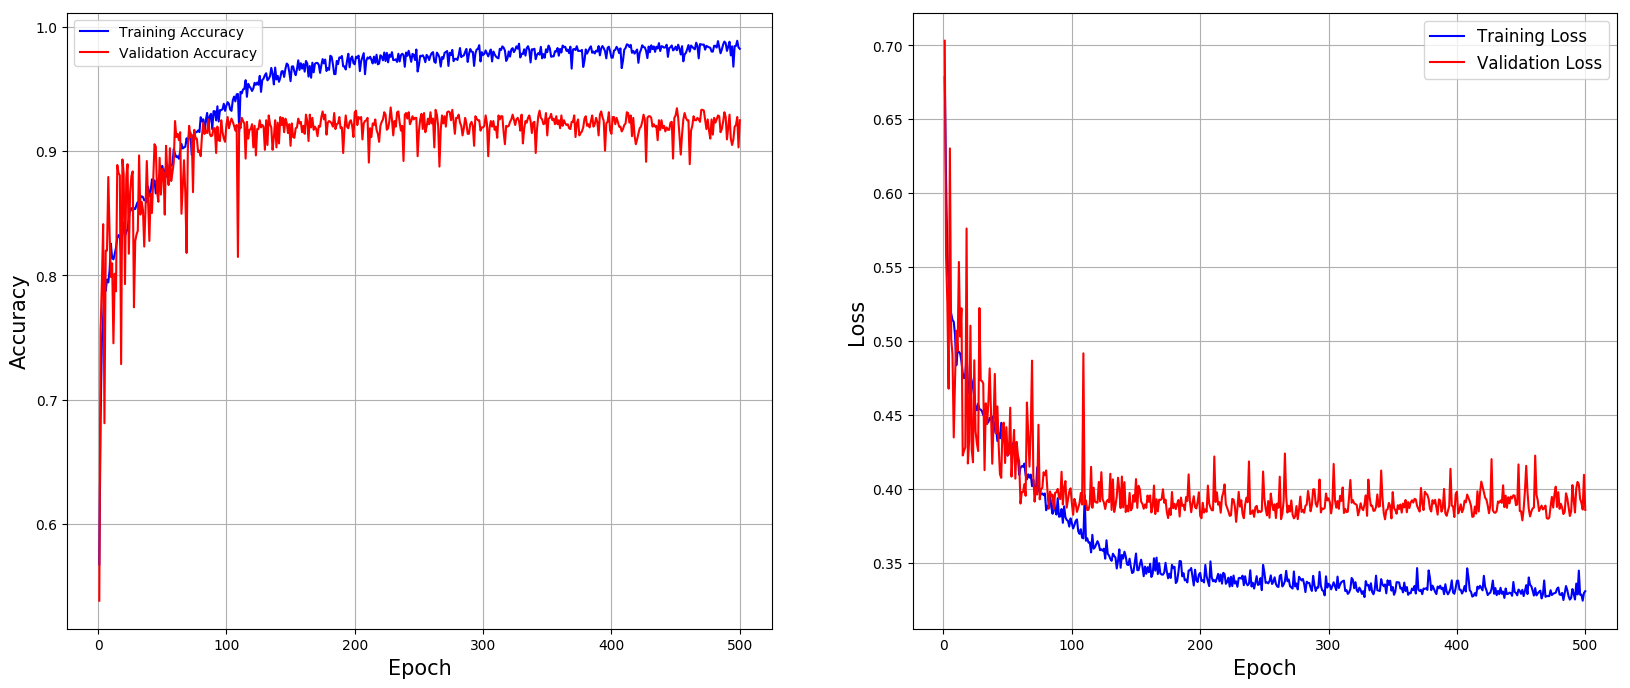 Training Accuracy
Validation Accuracy
1.0
0.9
0.8
0.7
0.6
Accuracy
0 100 200 300 400 500
Epoch
Training Loss
Validation Loss
0.70
0.65
0.60
0.55
0.50
0.45
0.40
0.35
Loss
0 100 200 300 400 500
Epoch